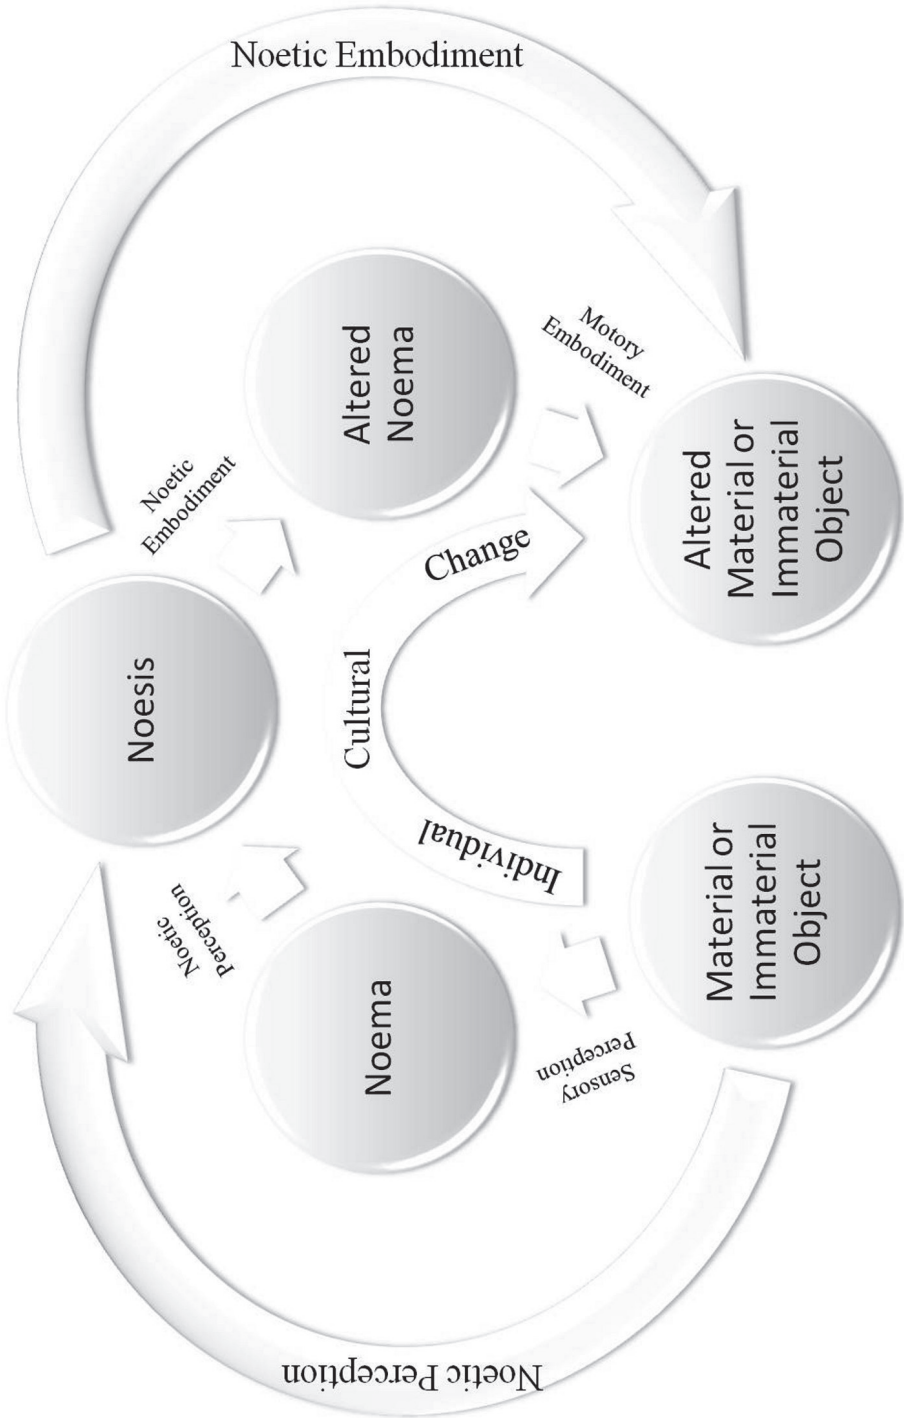 Noetic Perception
Noetic Embodiment
Noesis
Noetic
Perception
Noetic
Embodiment
Noema
Altered
Noema
Individual
Cultural
Change
Sensory
Perception
Motory
Embodiment
Material or
Immaterial
Object
Altered
Material or
Immaterial
Object